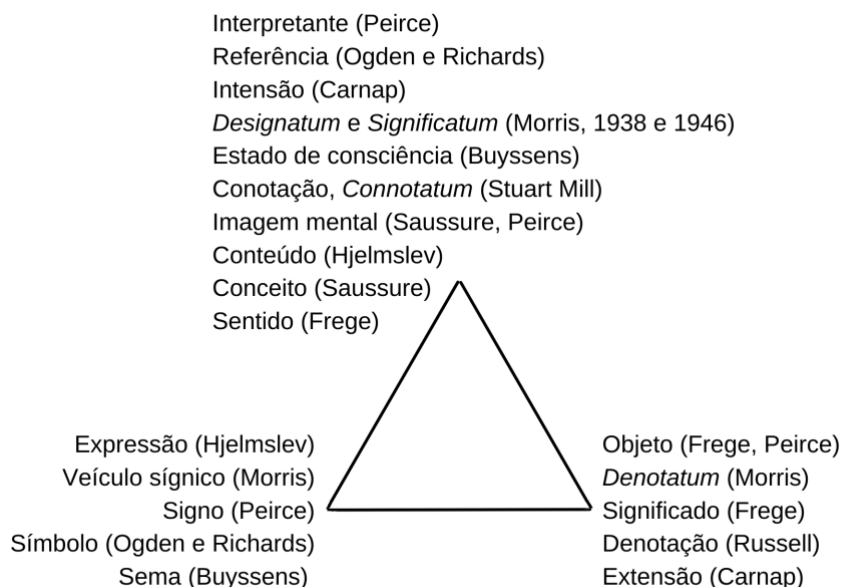 Interpretante (Peirce)
Referência (Ogden e Richards)
Intensão (Carnap)
Designatum e Significatum (Morris, 1938 e 1946)
Estado de consciência (Buyssens)
Conotação, Connotatum (Stuart Mill)
Imagem mental (Saussure, Peirce)
Conteúdo (Hjelmslev)
Conceito (Saussure)
Sentido (Frege)
Expressão (Hjelmslev)
Veículo sígnico (Morris)
Signo (Peirce)
Símbolo (Ogden e Richards)
Sema (Buyssens)
Objeto (Frege, Peirce)
Denotatum (Morris)
Significado (Frege)
Denotação (Russell)
Extensão (Carnap)